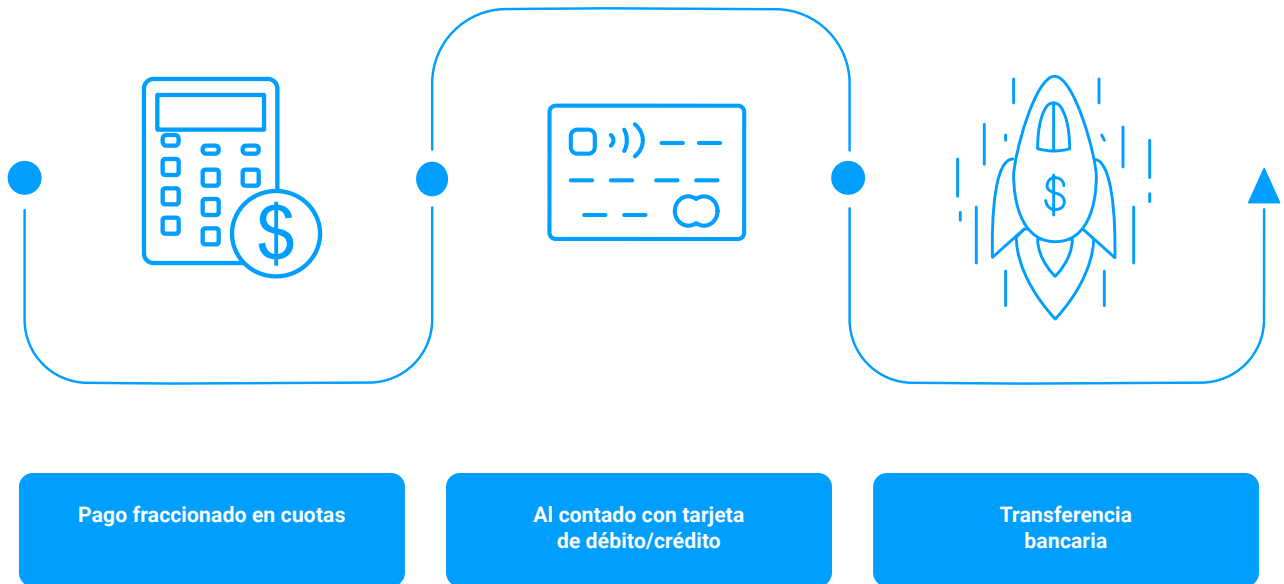 $
$
Pago fraccionado en cuotas
Al contado con tarjeta
de débito/crédito
Transferencia
bancaria